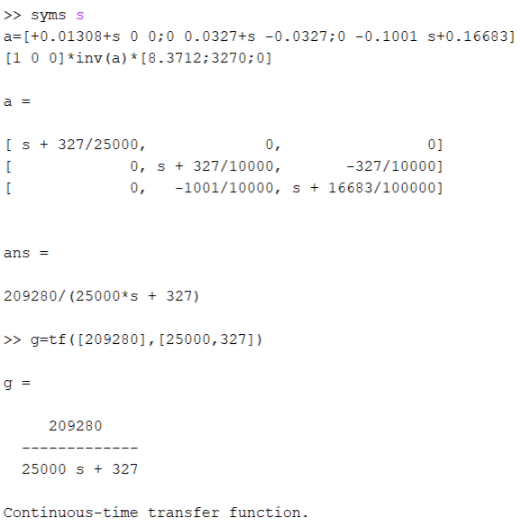 >> syms s
a=[+0.01308+s 0 0;0 0.0327+s -0.0327;0 -0.1001 s+0.16683]
[1 0 0]*inv(a)*[8.3712;3270;0]
a =
[ s + 327/25000, 0, 0]
[ 0, s + 327/10000, -327/10000]
[ 0, -1001/10000, s + 16683/100000]
ans =
209280/(25000*s + 327)
>> g=tf([209280],[25000,327])
g =
209280
-------------
25000 s + 327
Continuous-time transfer function.